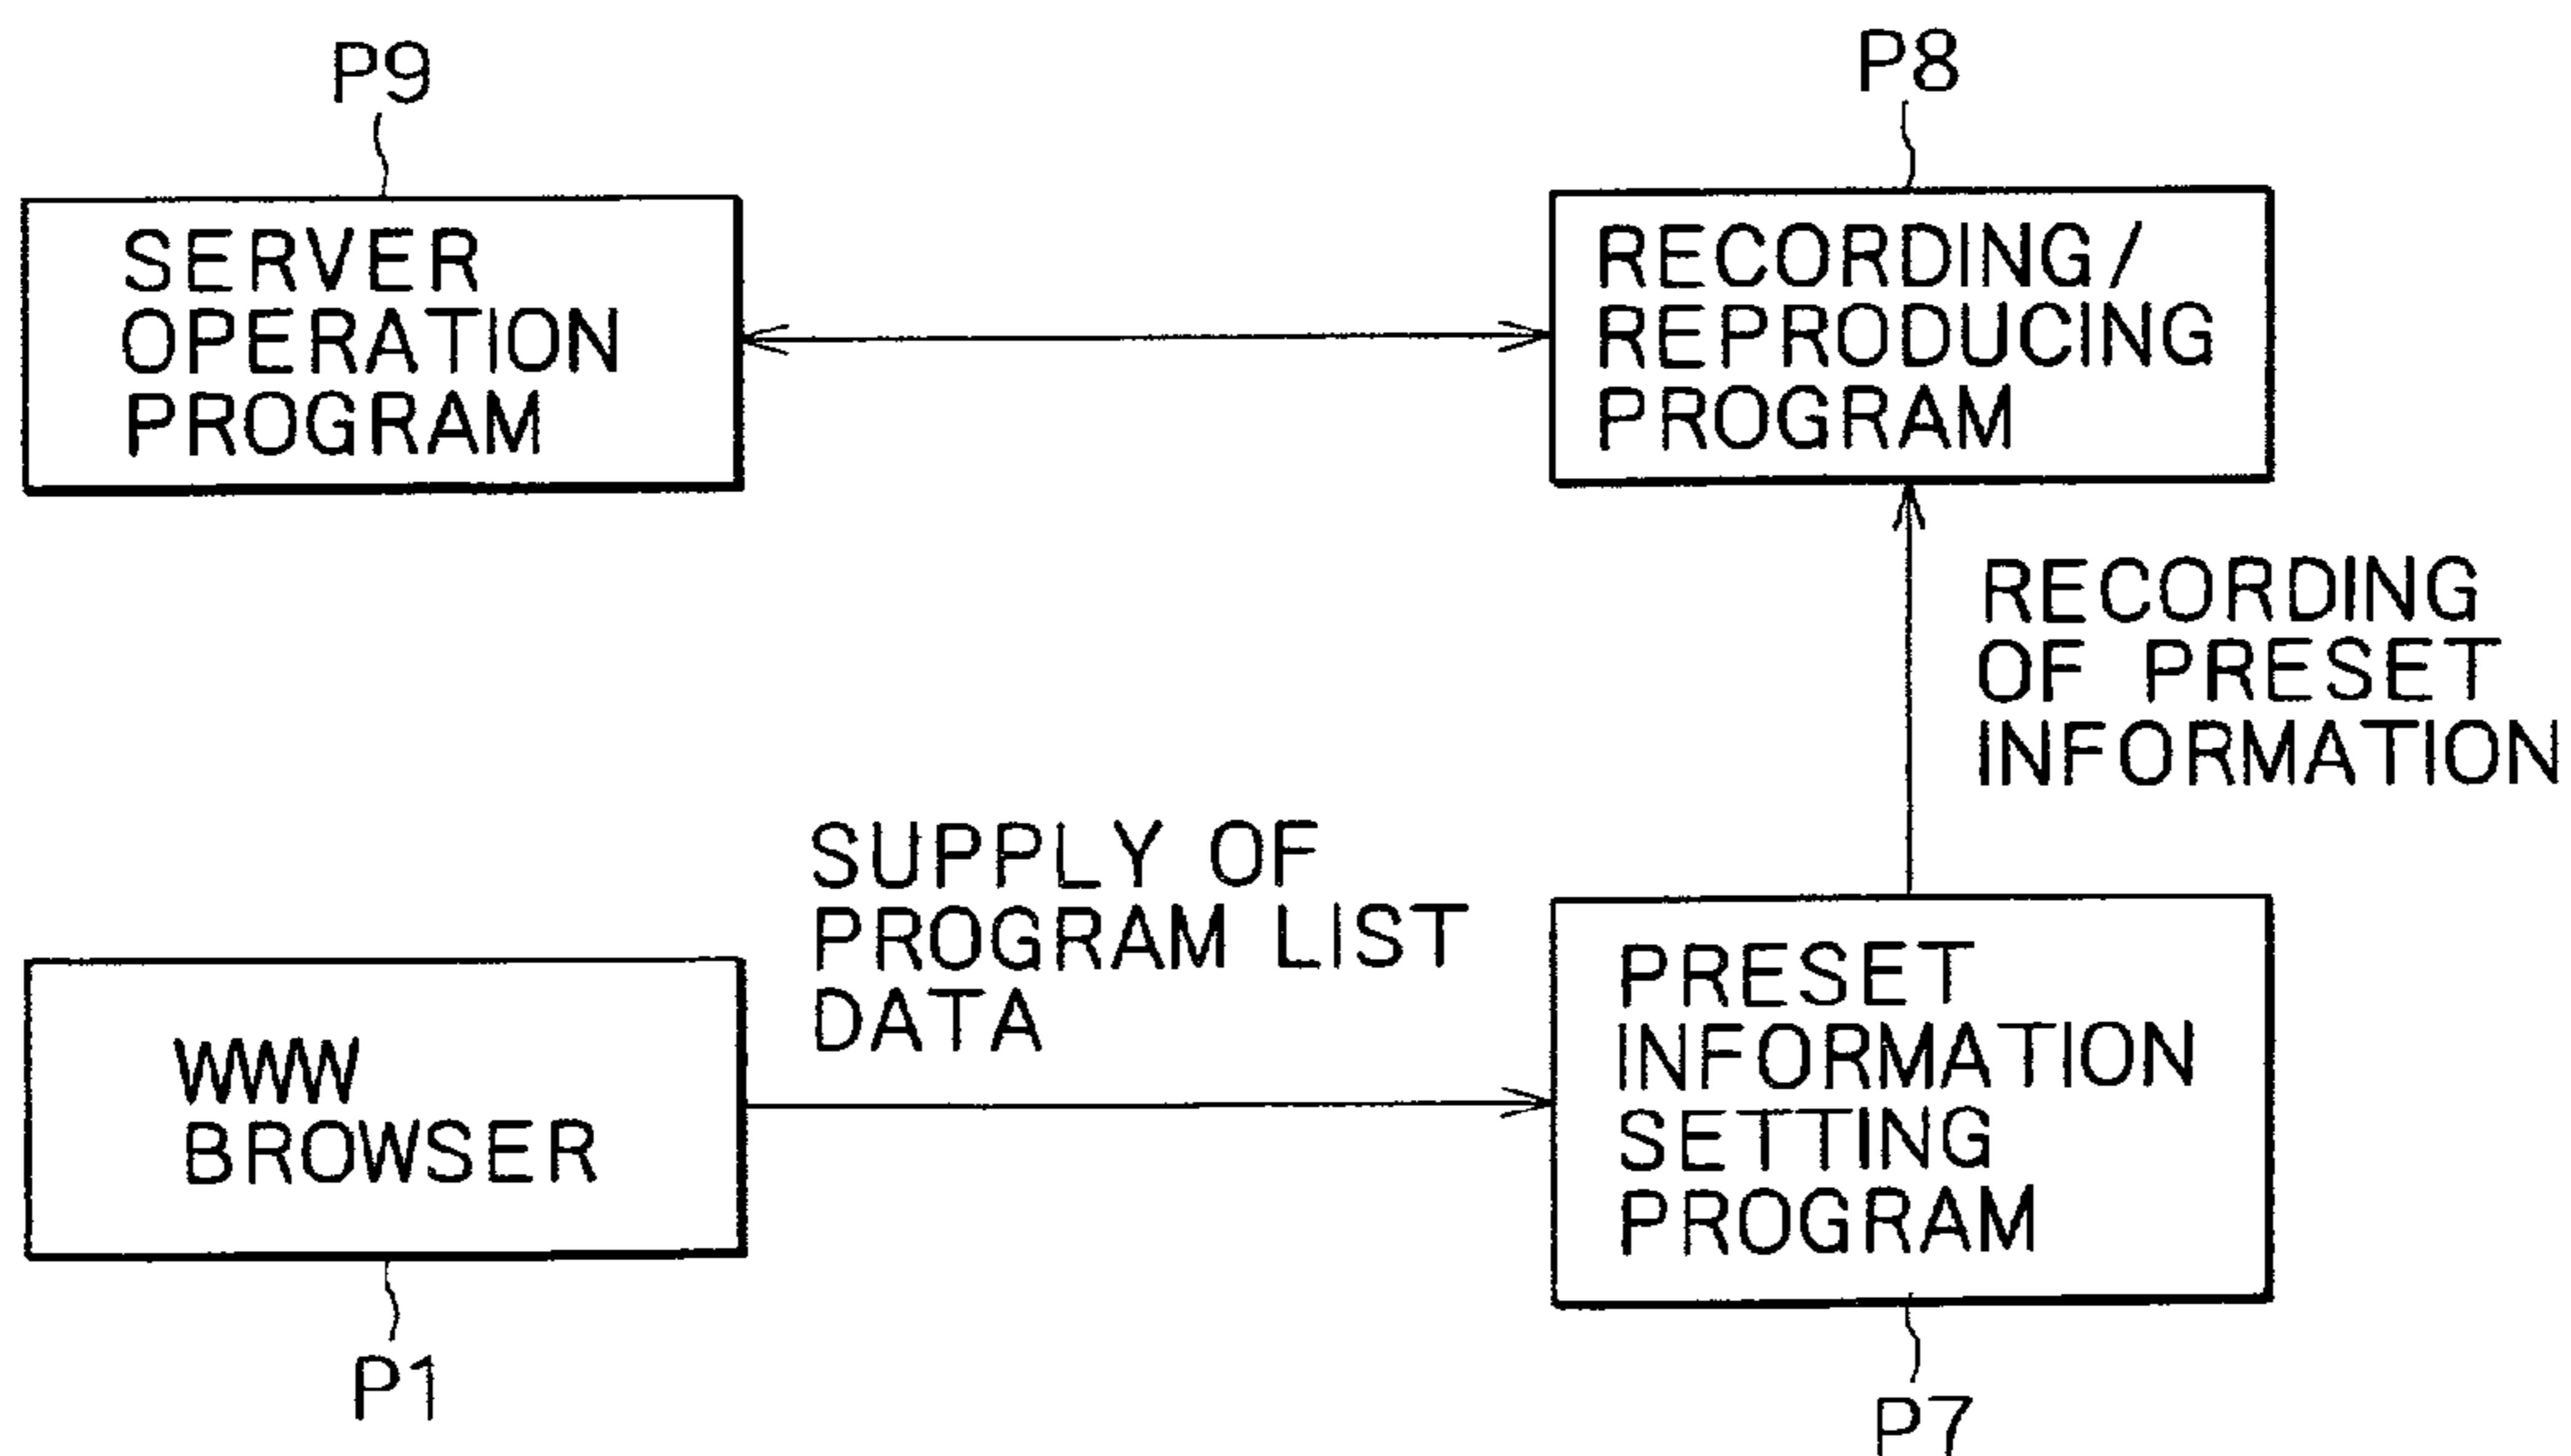 P9
P8
SERVER
OPERATION
PROGRAM
RECORDING/
REPRODUCING
PROGRAM
RECORDING
OF PRESET
INFORMATION
SUPPLY OF
PROGRAM LIST
DATA
WWW
BROWSER
PRESET
INFORMATION
SETTING
PROGRAM
P1
P7